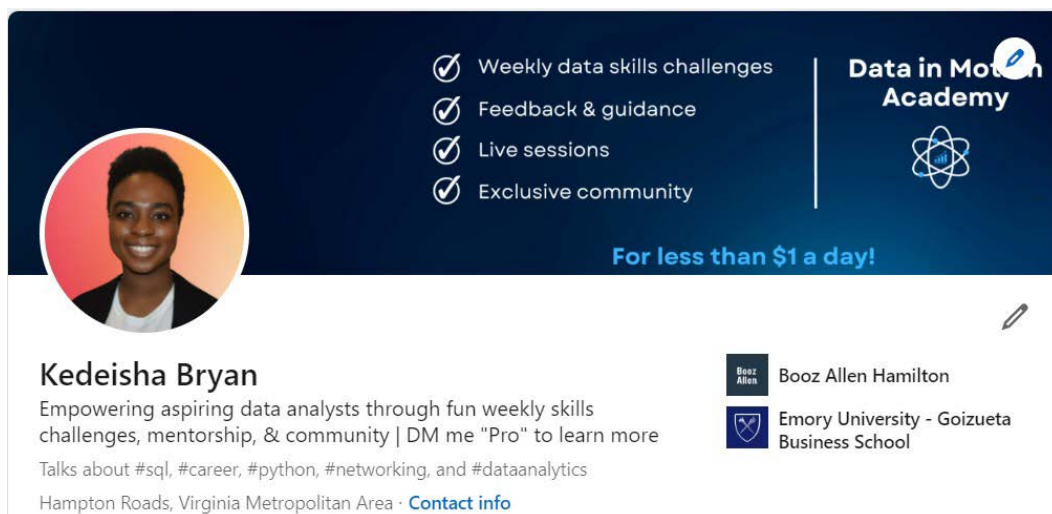 Weekly data skills challenges
Feedback & guidance
Live sessions
Exclusive community
Data in
Academy
For less than $1 a day!
Kedeisha Bryan
Empowering aspiring data analysts through fun weekly skills
challenges, mentorship, & community | DM me "Pro" to learn more
Talks about #sql, #career, #python, #networking, and #dataanalytics
Hampton Roads, Virginia Metropolitan Area · Contact info
Booz
Allen
Booz Allen Hamilton
Emory University - Goizueta
Business School